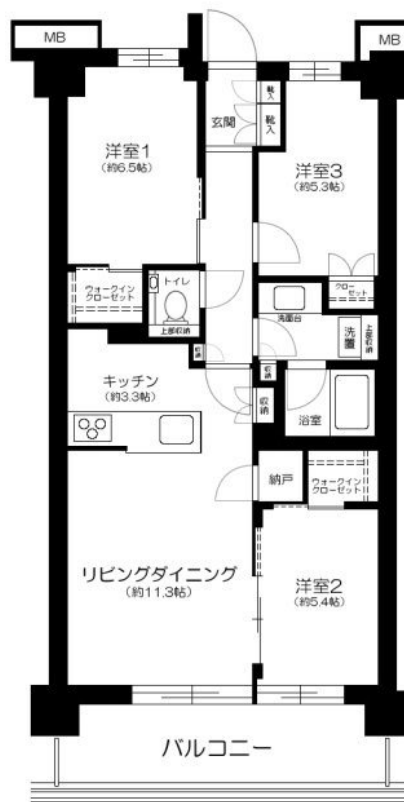 MB
MB
洋室1
(約6.5帖)
玄関
靴入
靴入
洋室3
(約5.3帖)
ウォークイン
クローゼット
トイレ
上部収納
クロー
ゼット
洗面台
洗置
上部収納
収納
キッチン
(約3.3帖)
収納
収納
浴室
納戸
ウォークイン
クローゼット
リビングダイニング
(約11.3帖)
洋室2
(約5.4帖)
バルコニー